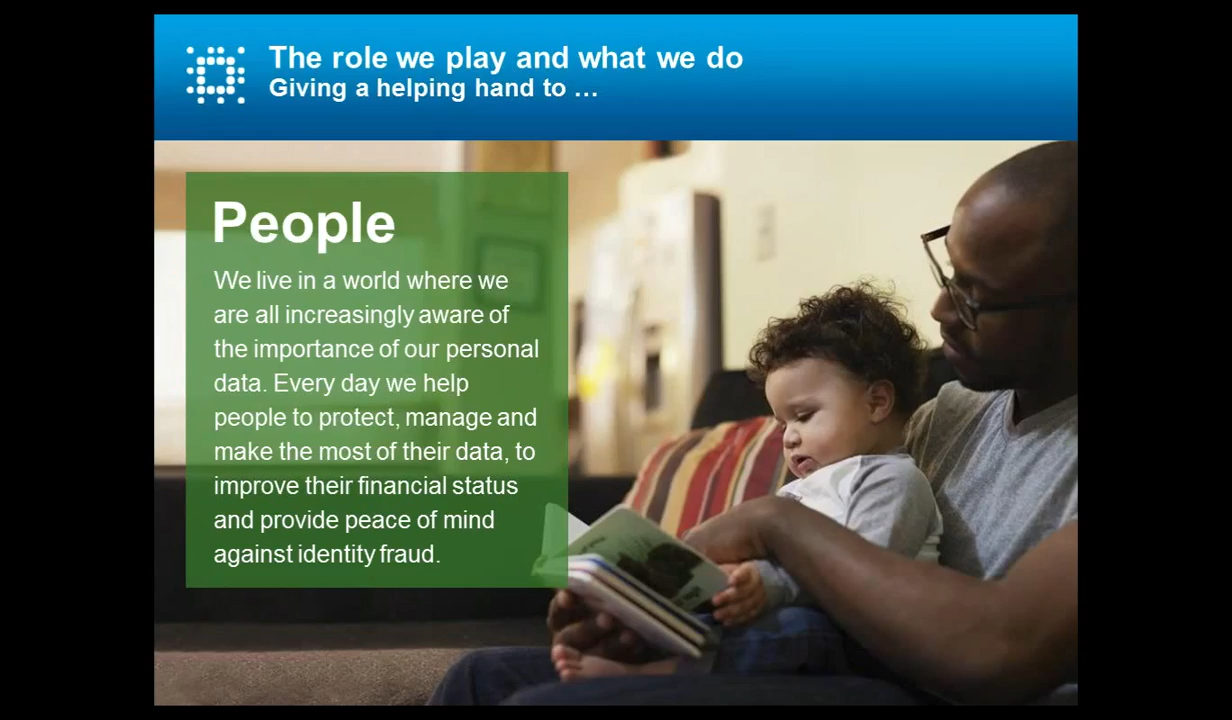 The role we play and what we do
Giving a helping hand to …
People
We live in a world where we
are all increasingly aware of
the importance of our personal
data. Every day we help
people to protect, manage and
make the most of their data, to
improve their financial status
and provide peace of mind
against identity fraud.